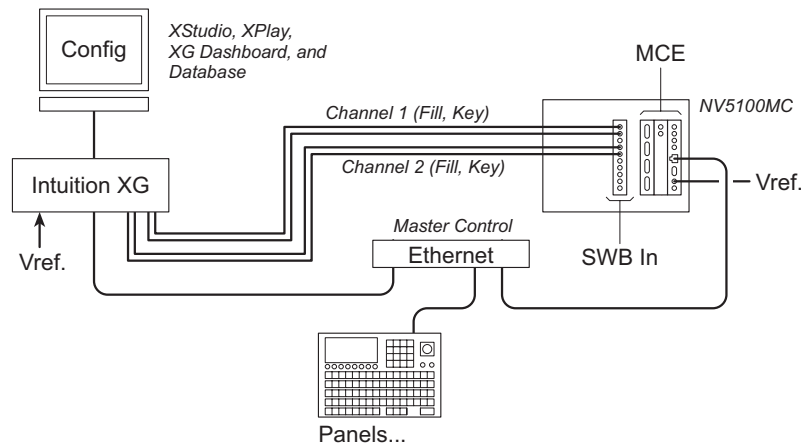 Config
XStudio, XPlay,
XG Dashboard, and
Database
MCE
NV5100MC
Channel 1 (Fill, Key)
Channel 2 (Fill, Key)
Intuition XG
Vref.
Vref.
Master Control
Ethernet
SWB In
Panels...